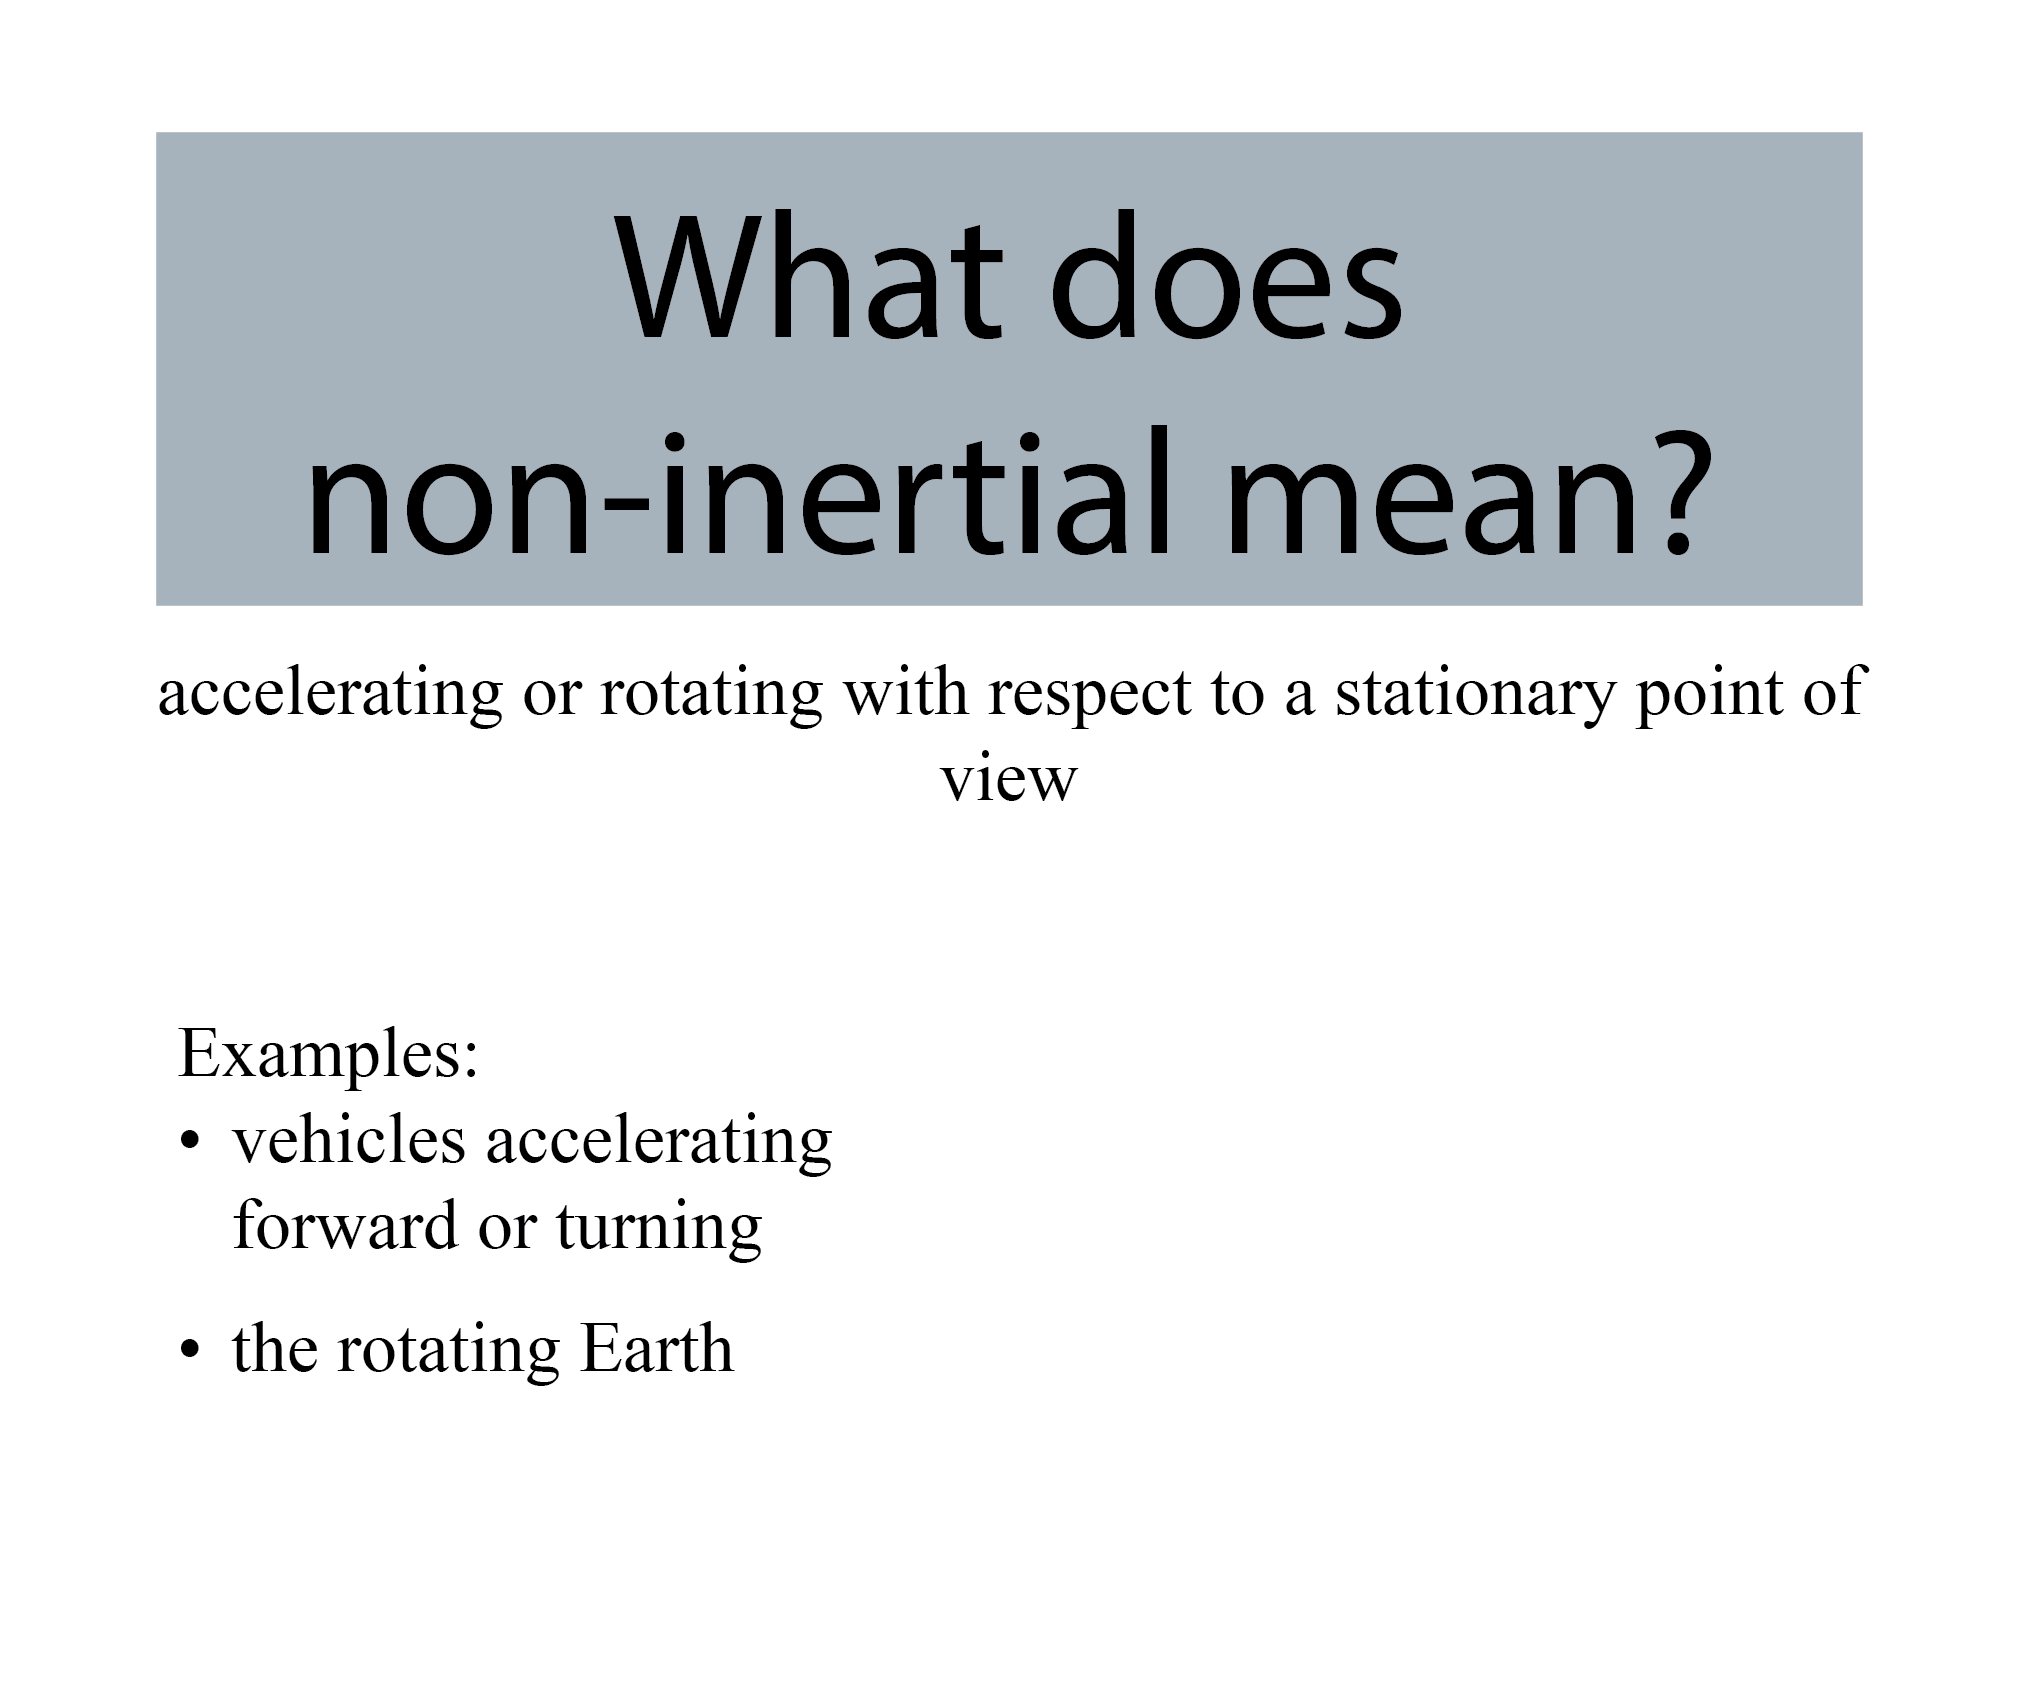 What does
non-inertial mean?
accelerating or rotating with respect to a stationary point of
view
Examples:
• vehicles accelerating
forward or turning
• the rotating Earth